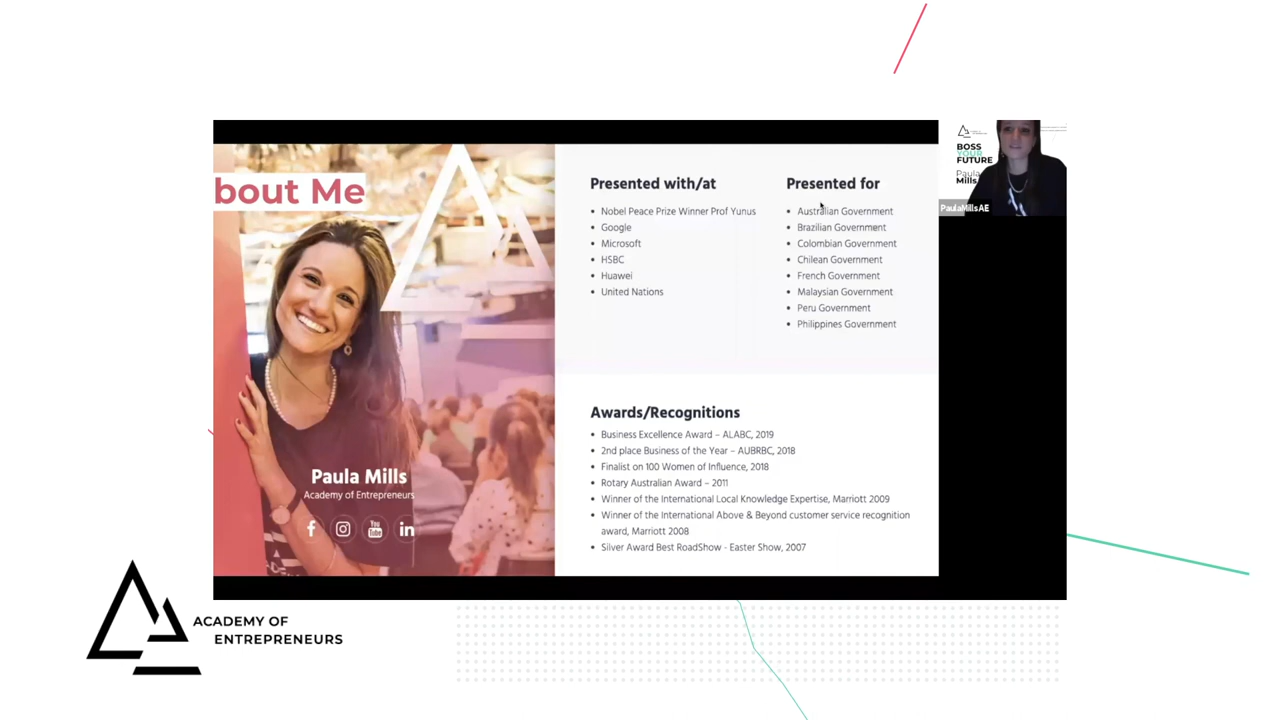 bout Me
Paula Mills
Academy of Entrepreneurs
Presented with/at
• Nobel Peace Prize Winner Prof Yunus
• Google
• Microsoft
• HSBC
• Huawei
• United Nations
Presented for
• Australian Government
• Brazilian Government
• Colombian Government
• Chilean Government
• French Government
• Malaysian Government
• Peru Government
• Philippines Government
Awards/Recognitions
• Business Excellence Award – ALABC, 2019
• 2nd place Business of the Year – AUBRBC, 2018
• Finalist on 100 Women of Influence, 2018
• Rotary Australian Award – 2011
• Winner of the International Local Knowledge Expertise, Marriott 2009
• Winner of the International Above & Beyond customer service recognition
award, Marriott 2008
• Silver Award Best RoadShow - Easter Show, 2007
BOSS
YOUR
FUTURE
Paula
Mills
PaulaMillsAE
ACADEMY OF
ENTREPRENEURS